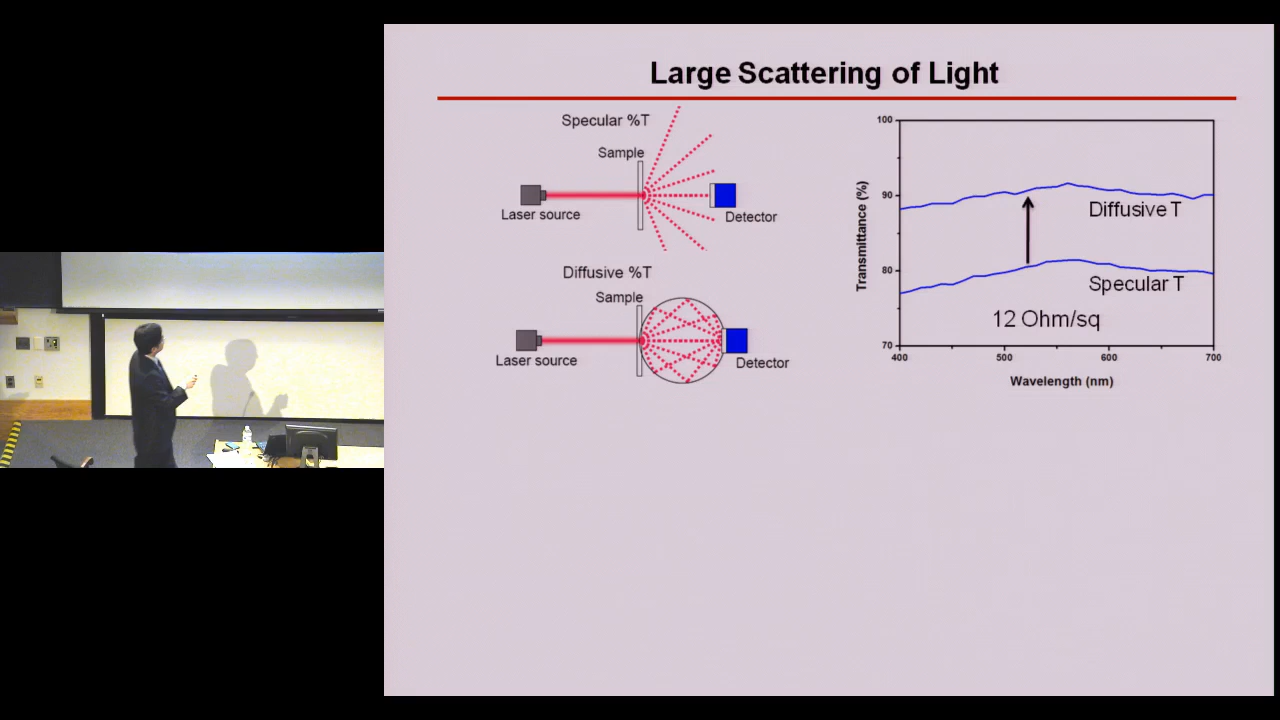 Large Scattering of Light
Specular %T
Sample
Laser source
Detector
Diffusive %T
Sample
Laser source
Detector
100
90
80
70
Transmittance (%)
Diffusive T
Specular T
12 Ohm/sq
400
500
600
700
Wavelength (nm)